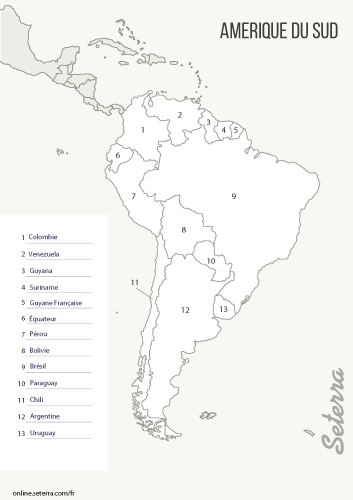 AMERIQUE DU SUD
1
2
3
4
5
6
7
8
9
10
11
12
13
1 Colombie
2 Venezuela
3 Guyana
4 Suriname
5 Guyane Française
6 Équateur
7 Pérou
8 Bolivie
9 Brésil
10 Paraguay
11 Chili
12 Argentine
13 Uruguay
Seterra
online.seterra.com/fr